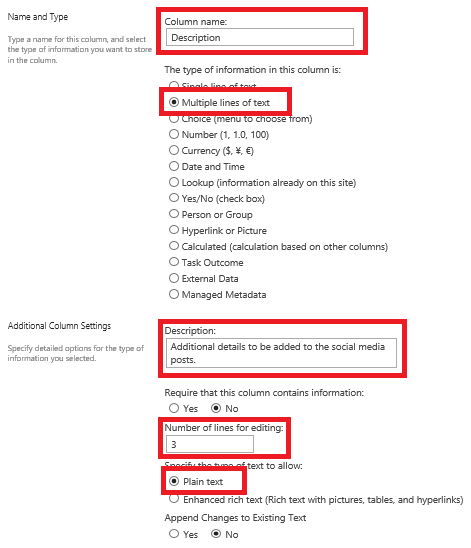 Name and Type
Type a name for this column, and select
the type of information you want to store
in the column.
Column name:
Description
The type of information in this column is:
Single line of text
Multiple lines of text
Choice (menu to choose from)
Number (1, 1.0, 100)
Currency ($, ¥, €)
Date and Time
Lookup (information already on this site)
Yes/No (check box)
Person or Group
Hyperlink or Picture
Calculated (calculation based on other columns)
Task Outcome
External Data
Managed Metadata
Additional Column Settings
Specify detailed options for the type of
information you selected.
Description:
Additional details to be added to the social media
posts.
Require that this column contains information:
Yes No
Number of lines for editing:
3
Specify the type of text to allow:
Plain text
Enhanced rich text (Rich text with pictures, tables, and hyperlinks)
Append Changes to Existing Text
Yes No